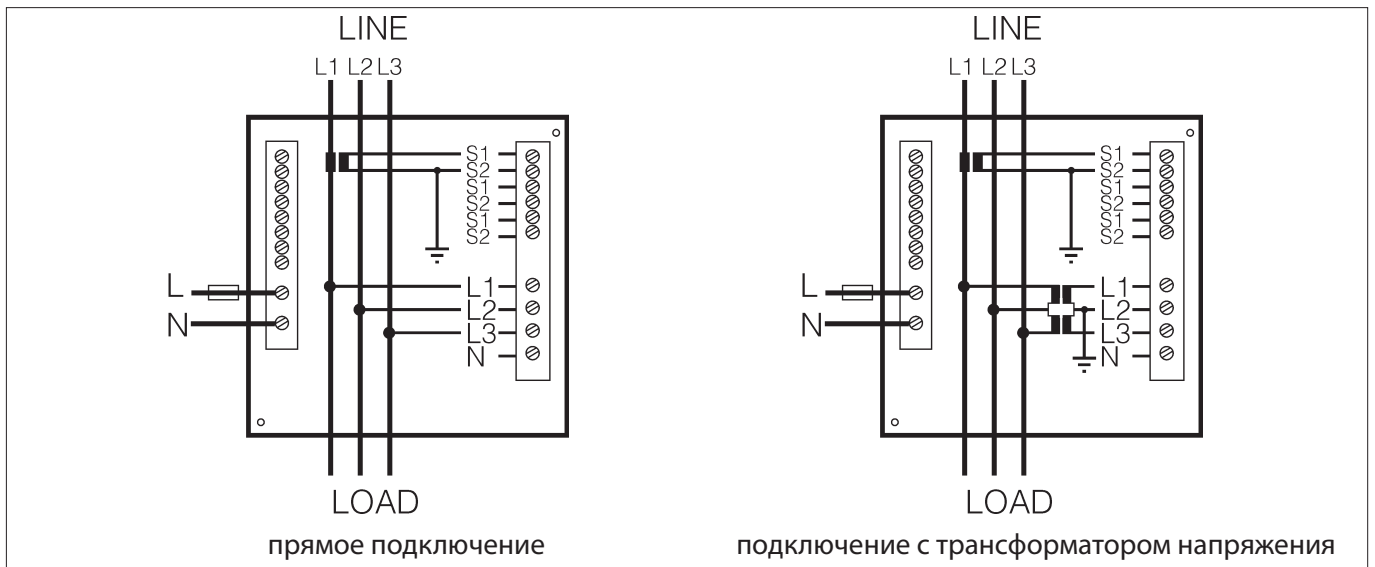 LINE
L1 L2 L3
S1
S2
S1
S2
S1
S2
L
N
L1
L2
L3
N
LOAD
прямое подключение
LINE
L1 L2 L3
S1
S2
S1
S2
S1
S2
L
N
L1
L2
L3
N
LOAD
подключение с трансформатором напряжения